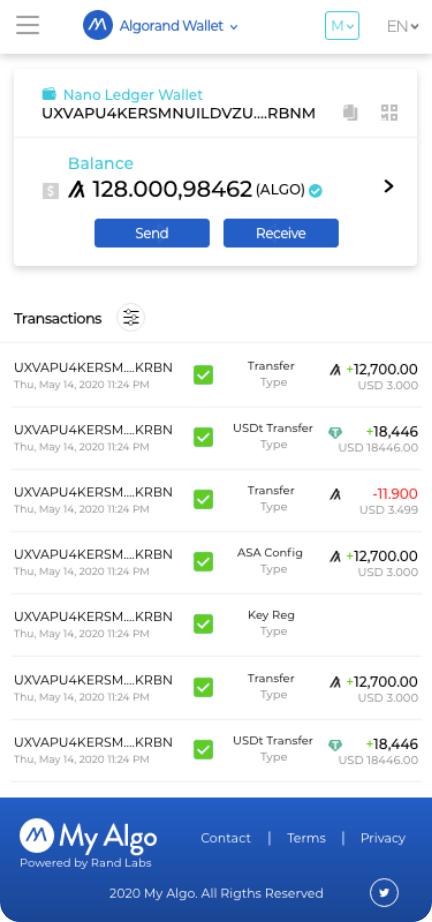 Algorand Wallet
M
EN
Nano Ledger Wallet
UXVAPU4KERSMNUILDVZU....RBNM
Balance
$ 128.000,98462 (ALGO)
Send Receive
Transactions
UXVAPU4KERSM....KRBN Transfer +12,700.00
Thu, May 14, 2020 11:24 PM Type USD 3.000
UXVAPU4KERSM....KRBN USDt Transfer +18,446
Thu, May 14, 2020 11:24 PM Type USD 18446.00
UXVAPU4KERSM....KRBN Transfer -11.900
Thu, May 14, 2020 11:24 PM Type USD 3.499
UXVAPU4KERSM....KRBN ASA Config +12,700.00
Thu, May 14, 2020 11:24 PM Type USD 3.000
UXVAPU4KERSM....KRBN Key Reg
Thu, May 14, 2020 11:24 PM Type
UXVAPU4KERSM....KRBN Transfer +12,700.00
Thu, May 14, 2020 11:24 PM Type USD 3.000
UXVAPU4KERSM....KRBN USDt Transfer +18,446
Thu, May 14, 2020 11:24 PM Type USD 18446.00
My Algo
Powered by Rand Labs
Contact | Terms | Privacy
2020 My Algo. All Rigths Reserved